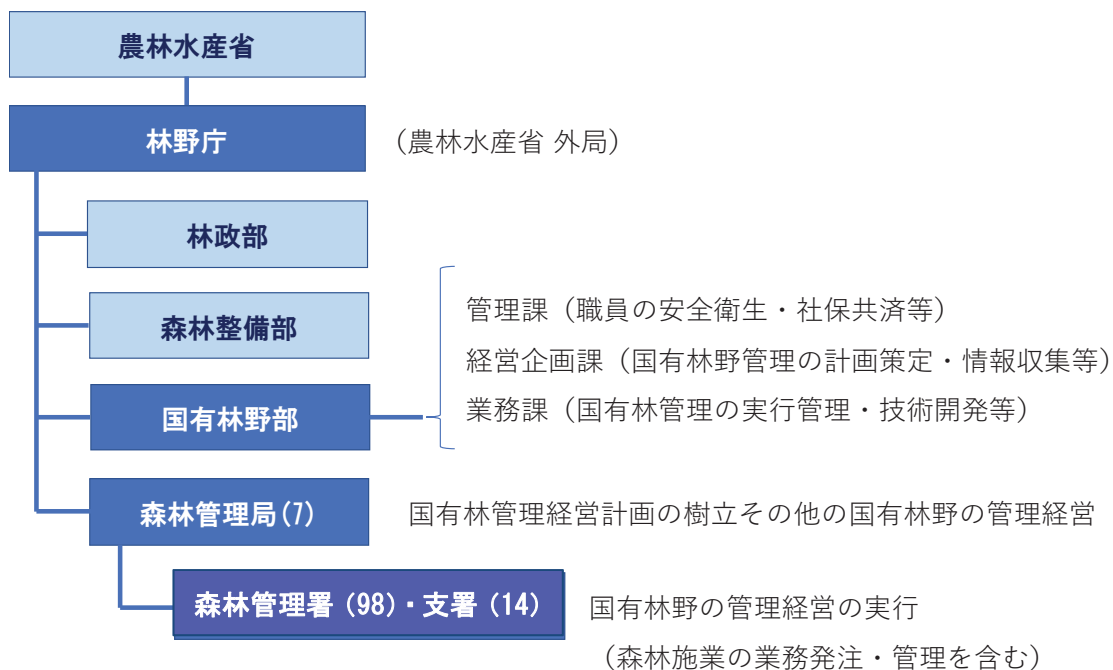 農林水産省
林野庁
（農林水産省 外局）
林政部
森林整備部
国有林野部
管理課（職員の安全衛生・社保共済等）
経営企画課（国有林野管理の計画策定・情報収集等）
業務課（国有林管理の実行管理・技術開発等）
森林管理局(7)
国有林管理経営計画の樹立その他の国有林野の管理経営
森林管理署（98）・支署（14）
国有林野の管理経営の実行
（森林施業の業務発注・管理を含む）